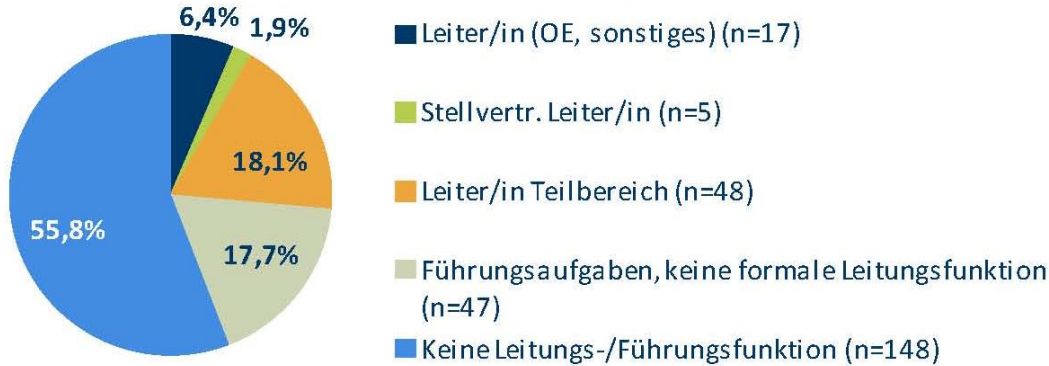 6,4%
1,9%
18,1%
17,7%
55,8%
Leiter/in (OE, sonstiges) (n=17)
Stellvertr. Leiter/in (n=5)
Leiter/in Teilbereich (n=48)
Führungsaufgaben, keine formale Leitungsfunktion
(n=47)
Keine Leitungs-/Führungsfunktion (n=148)